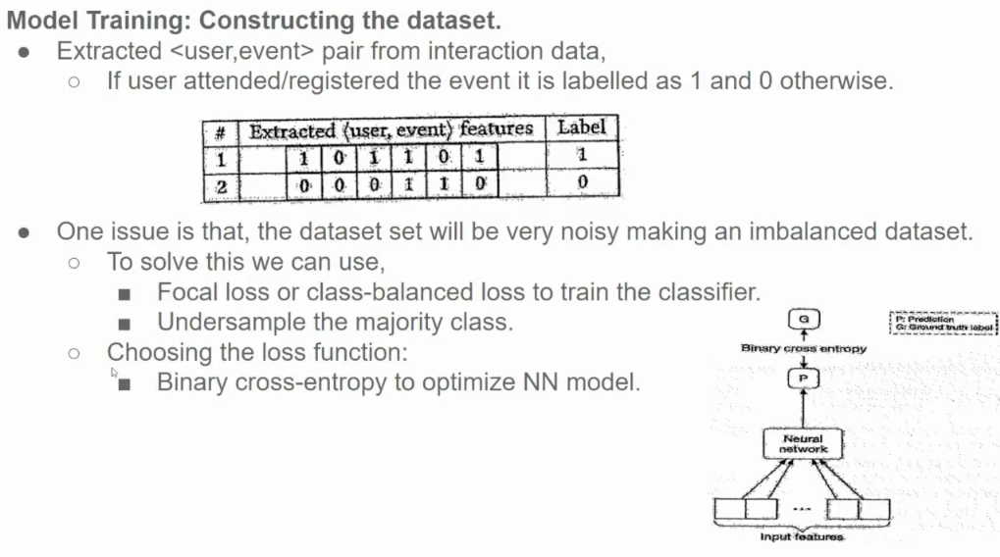 Model Training: Constructing the dataset.
● Extracted <user,event> pair from interaction data,
○ If user attended/registered the event it is labelled as 1 and 0 otherwise.
# Extracted ⟨user, event⟩ features Label
1 1 0 1 1 0 1 1
2 0 0 0 1 1 0 0
● One issue is that, the dataset set will be very noisy making an imbalanced dataset.
○ To solve this we can use,
■ Focal loss or class-balanced loss to train the classifier.
■ Undersample the majority class.
○ Choosing the loss function:
■ Binary cross-entropy to optimize NN model.
G
P: Prediction
G: Ground truth label
Binary cross entropy
P
Neural
network
...
Input features